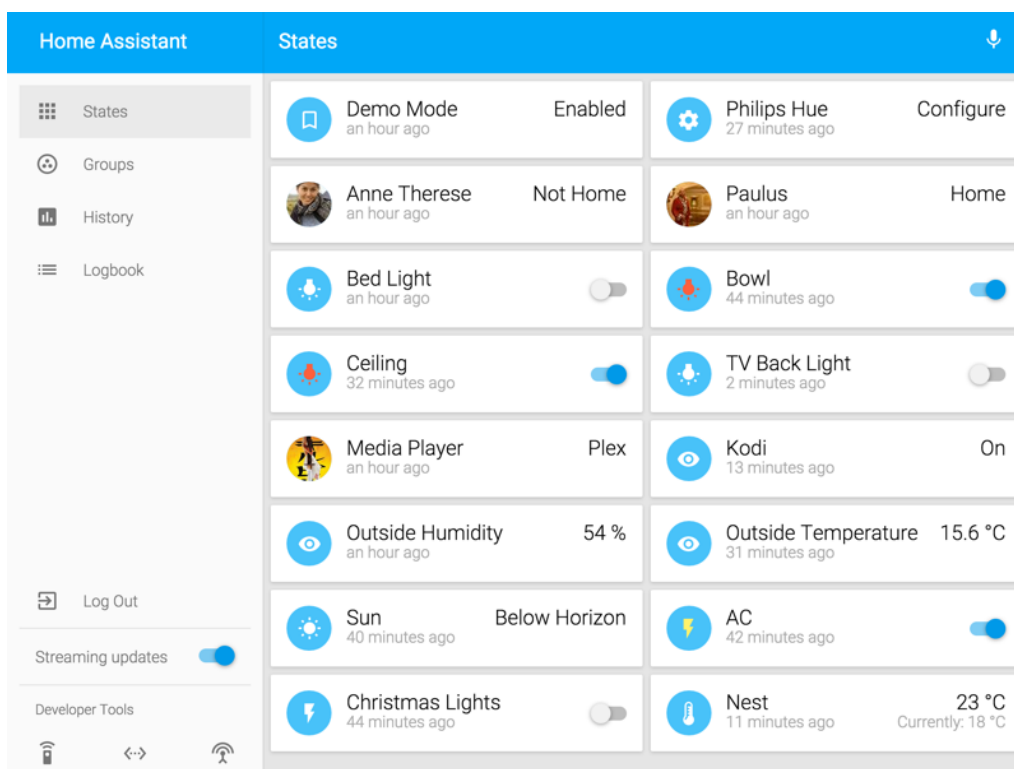 Home Assistant
States
States
Groups
History
Logbook
Log Out
Streaming updates
Developer Tools
Demo Mode Enabled
an hour ago
Philips Hue Configure
27 minutes ago
Anne Therese Not Home
an hour ago
Paulus Home
an hour ago
Bed Light
an hour ago
Bowl
44 minutes ago
Ceiling
32 minutes ago
TV Back Light
2 minutes ago
Media Player Plex
an hour ago
Kodi On
13 minutes ago
Outside Humidity 54 %
an hour ago
Outside Temperature 15.6 °C
31 minutes ago
Sun Below Horizon
40 minutes ago
AC
42 minutes ago
Christmas Lights
44 minutes ago
Nest 23 °C
11 minutes ago Currently: 18 °C